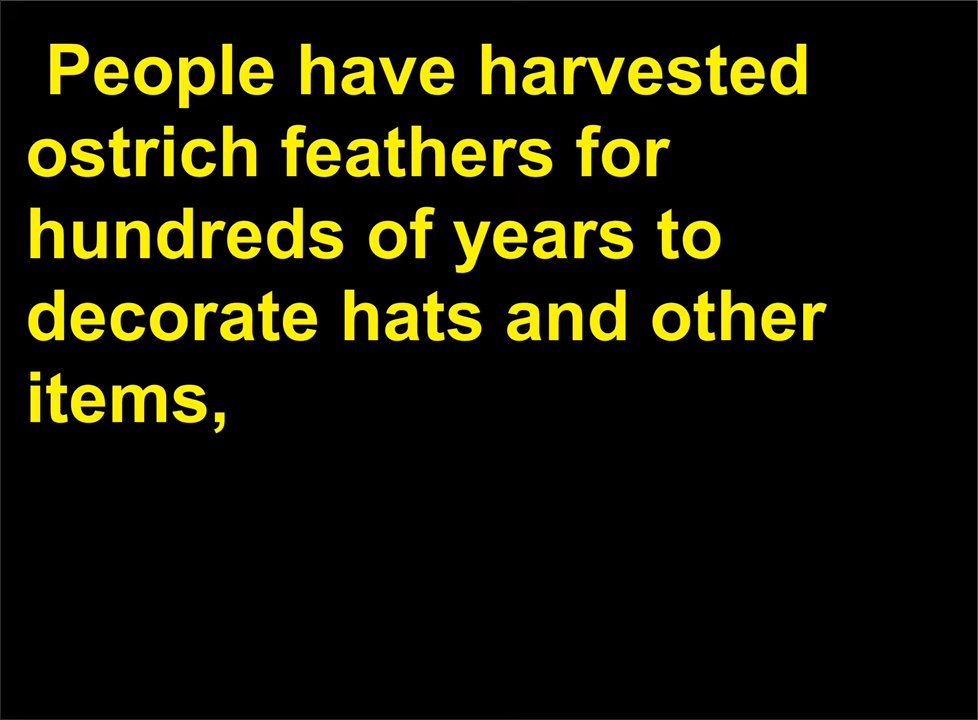 People have harvested
ostrich feathers for
hundreds of years to
decorate hats and other
items,